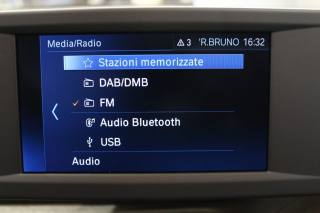 Media/Radio 3 'R.BRUNO 16:32
Stazioni memorizzate
DAB/DMB
FM
Audio Bluetooth
USB
Audio